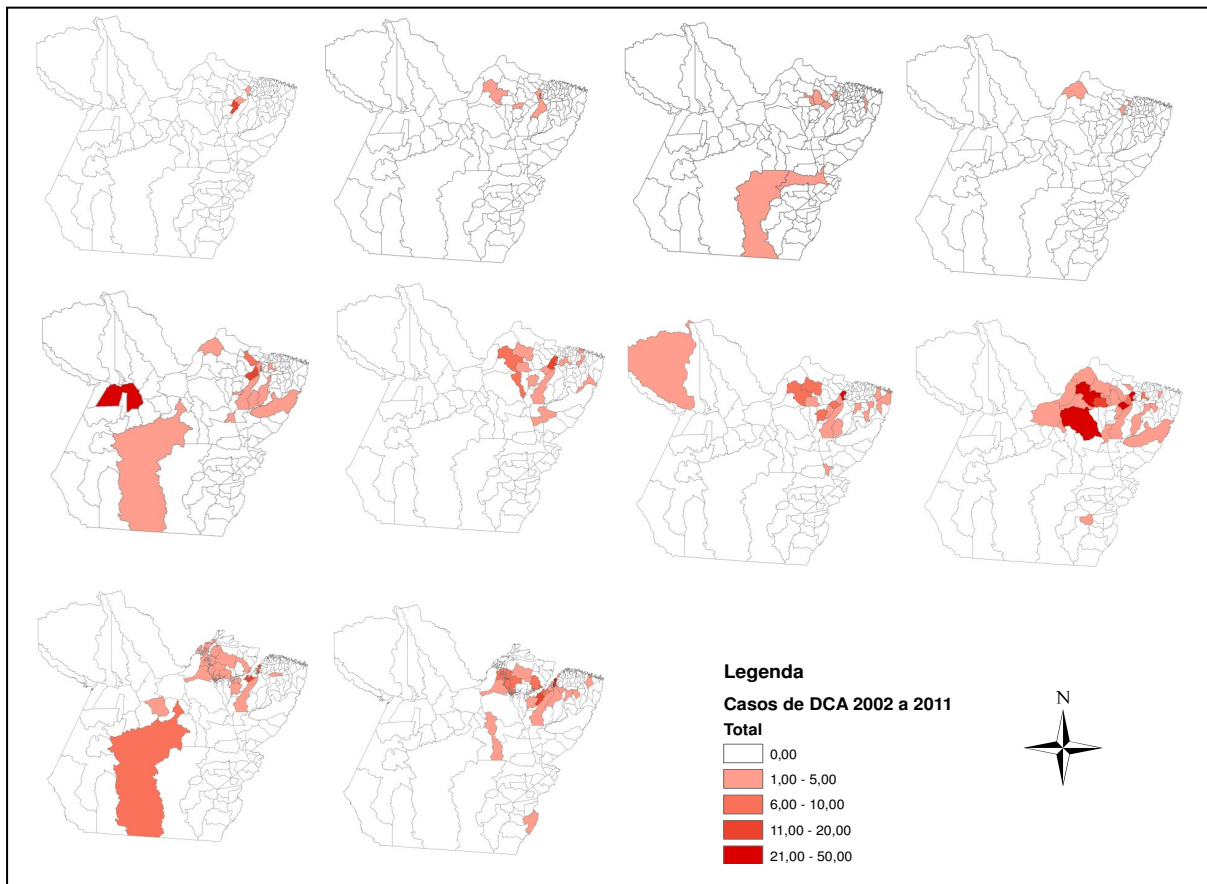 Legenda
Casos de DCA 2002 a 2011
Total
0,00
1,00 - 5,00
6,00 - 10,00
11,00 - 20,00
21,00 - 50,00
N